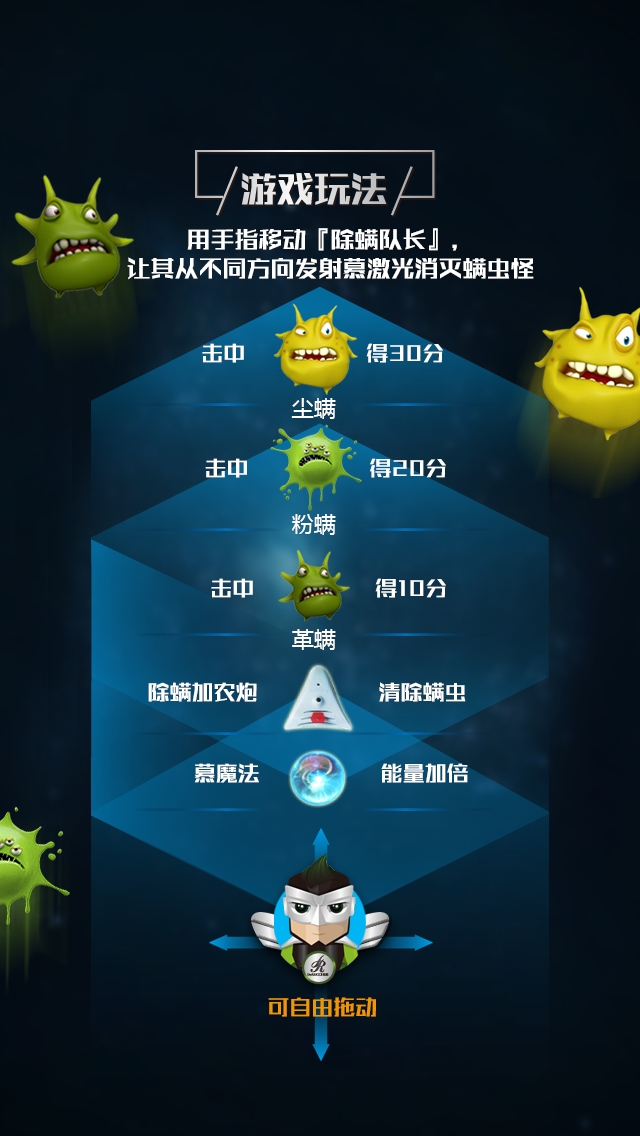 游戏玩法
用手指移动『除螨队长』，
让其从不同方向发射慕激光消灭螨虫怪
击中 得30分
尘螨
击中 得20分
粉螨
击中 得10分
革螨
除螨加农炮 清除螨虫
慕魔法 能量加倍
可自由拖动